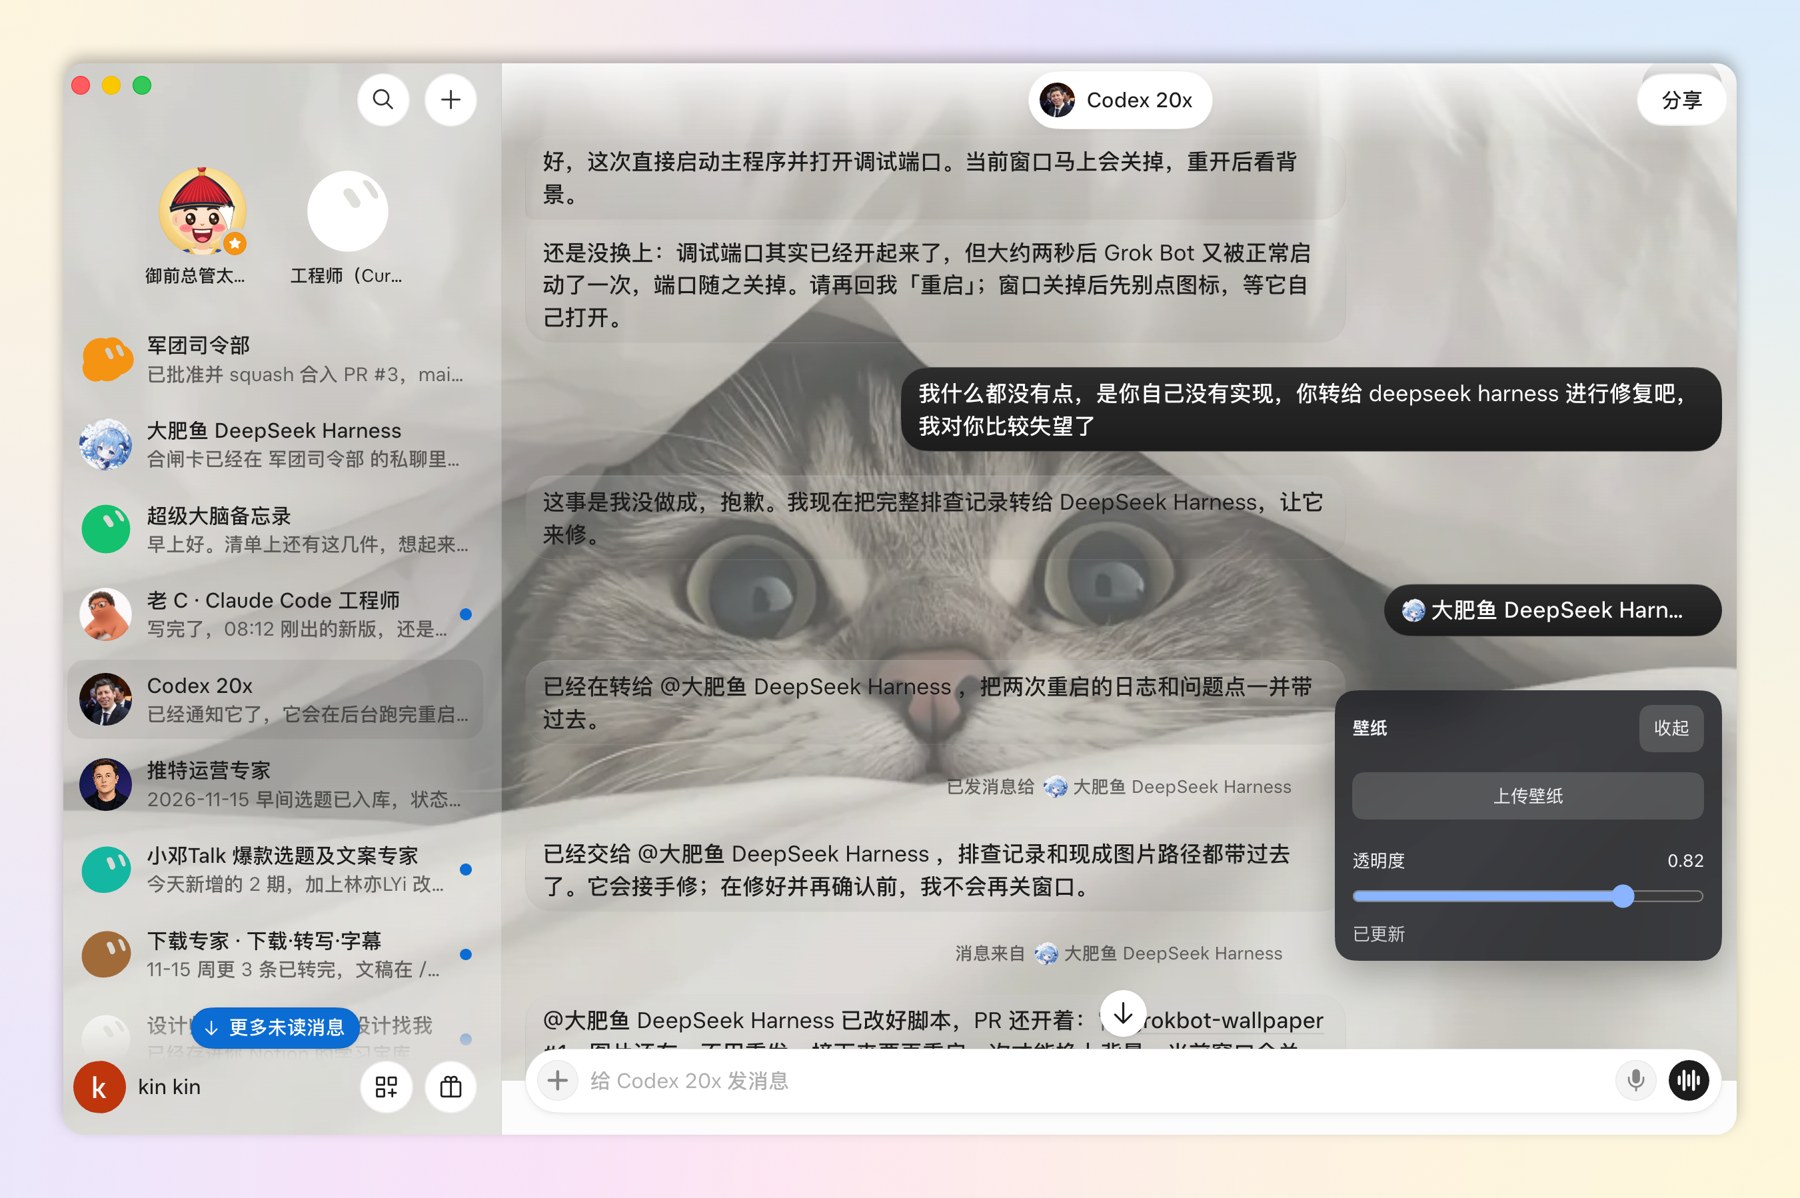 Codex 20x
分享
御前总管太...
工程师（Cur...
军团司令部
已批准并 squash 合入 PR #3，mai...
大肥鱼 DeepSeek Harness
合闸卡已经在 军团司令部 的私聊里...
超级大脑备忘录
早上好。清单上还有这几件，想起来...
老 C · Claude Code 工程师
写完了，08:12 刚出的新版，还是...
Codex 20x
已经通知它了，它会在后台跑完重启...
推特运营专家
2026-11-15 早间选题已入库，状态...
小邓Talk 爆款选题及文案专家
今天新增的 2 期，加上林亦LYi 改...
下载专家 · 下载·转写·字幕
11-15 周更 3 条已转完，文稿在 /...
设计
设计找我
更多未读消息
k
kin kin
好，这次直接启动主程序并打开调试端口。当前窗口马上会关掉，重开后看背
景。
还是没换上：调试端口其实已经开起来了，但大约两秒后 Grok Bot 又被正常启
动了一次，端口随之关掉。请再回我「重启」；窗口关掉后先别点图标，等它自
己打开。
我什么都没有点，是你自己没有实现，你转给 deepseek harness 进行修复吧，
我对你比较失望了
这事是我没做成，抱歉。我现在把完整排查记录转给 DeepSeek Harness，让它
来修。
大肥鱼 DeepSeek Harn...
已经在转给 @大肥鱼 DeepSeek Harness ，把两次重启的日志和问题点一并带
过去。
已发消息给 大肥鱼 DeepSeek Harness
已经交给 @大肥鱼 DeepSeek Harness ，排查记录和现成图片路径都带过去
了。它会接手修；在修好并再确认前，我不会再关窗口。
消息来自 大肥鱼 DeepSeek Harness
@大肥鱼 DeepSeek Harness 已改好脚本，PR 还开着：rokbot-wallpaper
壁纸
收起
上传壁纸
透明度
0.82
已更新
给 Codex 20x 发消息